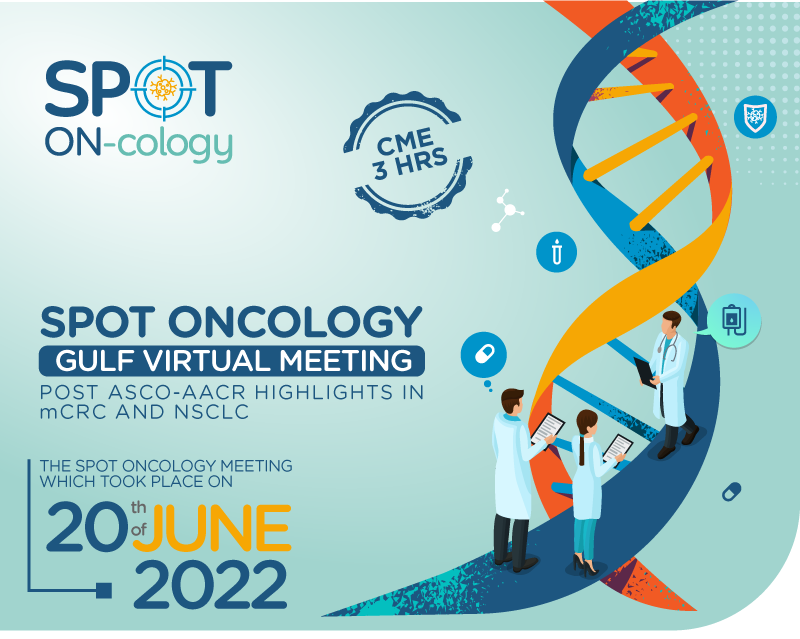 SPOT
ON-cology
CME
3 HRS
SPOT ONCOLOGY
GULF VIRTUAL MEETING
POST ASCO-AACR HIGHLIGHTS IN
mCRC AND NSCLC
THE SPOT ONCOLOGY MEETING
WHICH TOOK PLACE ON
20th of JUNE
2022